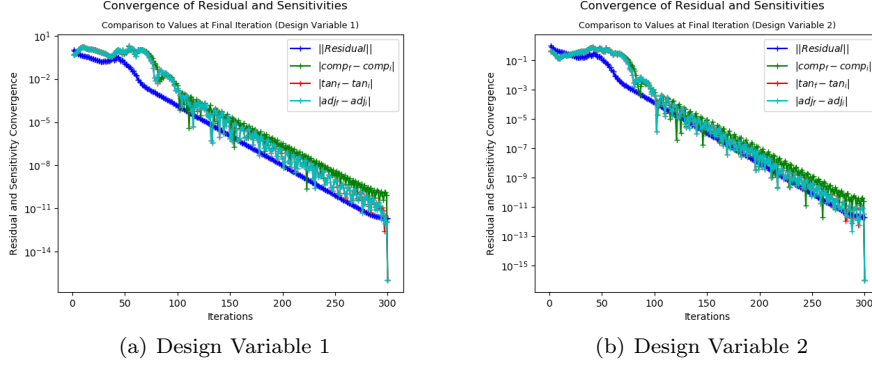 Convergence of Residual and Sensitivities
Comparison to Values at Final Iteration (Design Variable 1)
Residual and Sensitivity Convergence
10^1
10^-2
10^-5
10^-8
10^-11
10^-14
||Residual||
|comp_f − comp_i|
|tan_f − tan_i|
|adj_f − adj_i|
0 50 100 150 200 250 300
Iterations
(a) Design Variable 1
Convergence of Residual and Sensitivities
Comparison to Values at Final Iteration (Design Variable 2)
Residual and Sensitivity Convergence
10^-1
10^-3
10^-5
10^-7
10^-9
10^-11
10^-13
10^-15
||Residual||
|comp_f − comp_i|
|tan_f − tan_i|
|adj_f − adj_i|
0 50 100 150 200 250 300
Iterations
(b) Design Variable 2